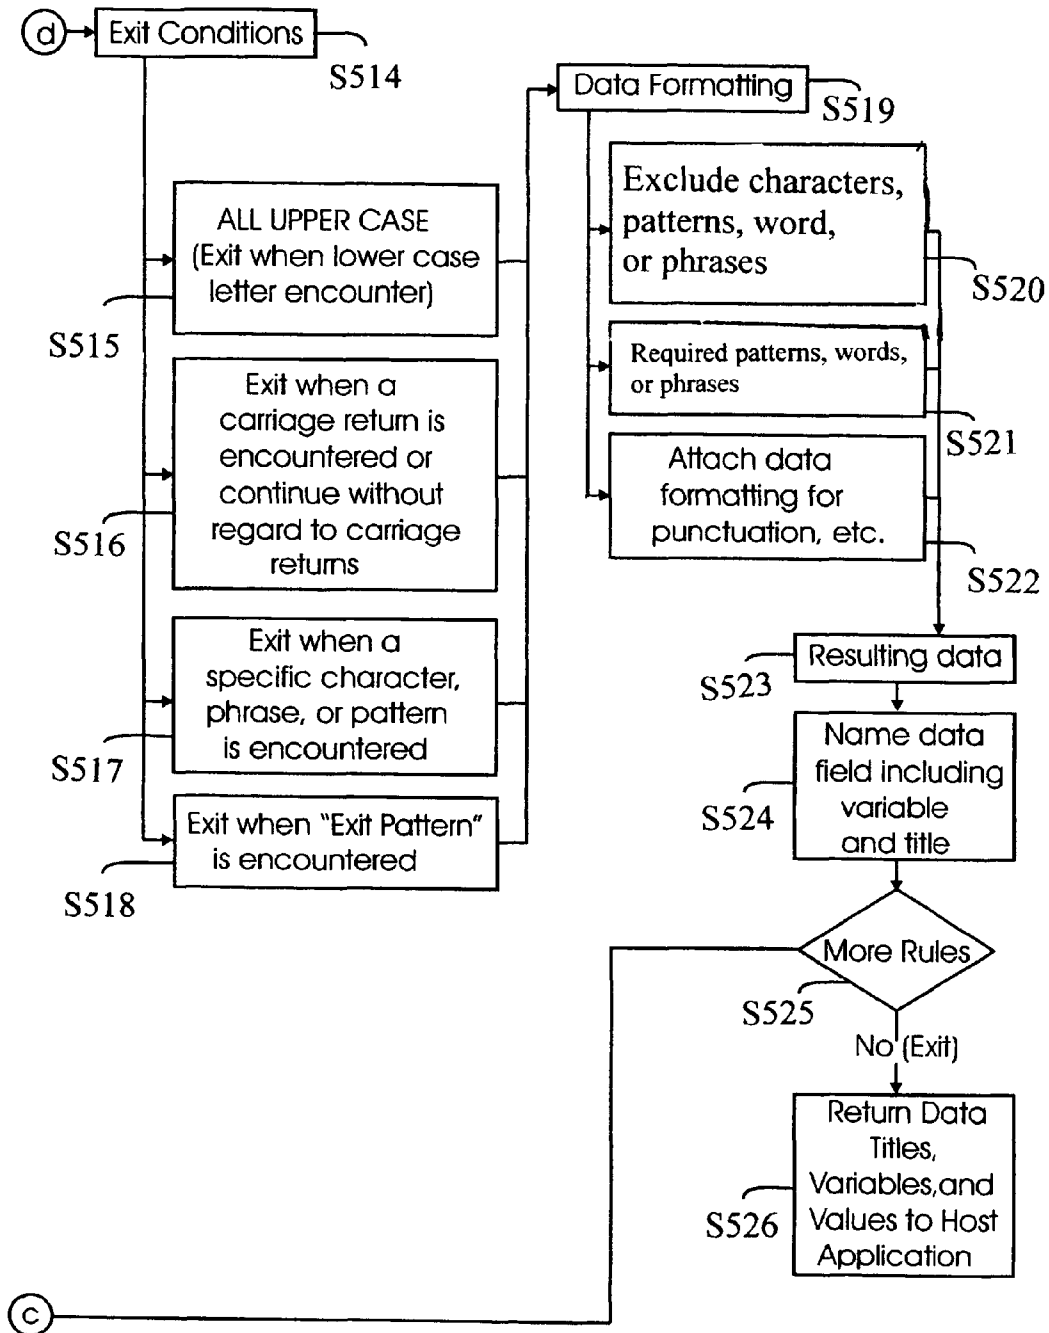 d
Exit Conditions
S514
ALL UPPER CASE
(Exit when lower case
letter encounter)
S515
Exit when a
carriage return is
encountered or
continue without
regard to carriage
returns
S516
Exit when a
specific character,
phrase, or pattern
is encountered
S517
Exit when “Exit Pattern”
is encountered
S518
Data Formatting
S519
Exclude characters,
patterns, word,
or phrases
S520
Required patterns, words,
or phrases
S521
Attach data
formatting for
punctuation, etc.
S522
Resulting data
S523
Name data
field including
variable
and title
S524
More Rules
S525
No (Exit)
Return Data
Titles,
Variables,and
Values to Host
Application
S526
c